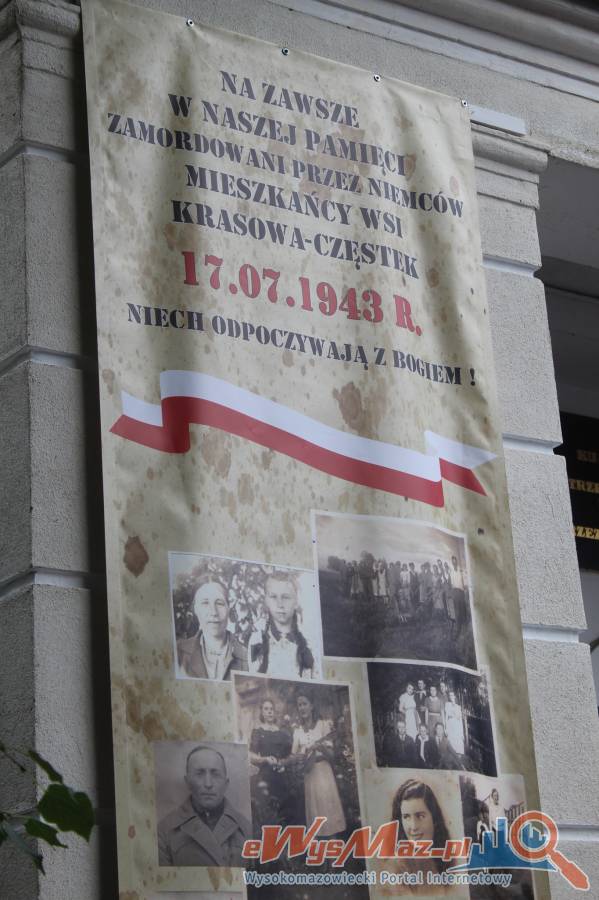 NA ZAWSZE
W NASZEJ PAMIĘCI
ZAMORDOWANI PRZEZ NIEMCÓW
MIESZKAŃCY WSI
KRASOWA-CZĘSTEK
17.07.1943 R.
NIECH ODPOCZYWAJĄ Z BOGIEM !
eWysMaz.pl
Wysokomazowiecki Portal Internetowy